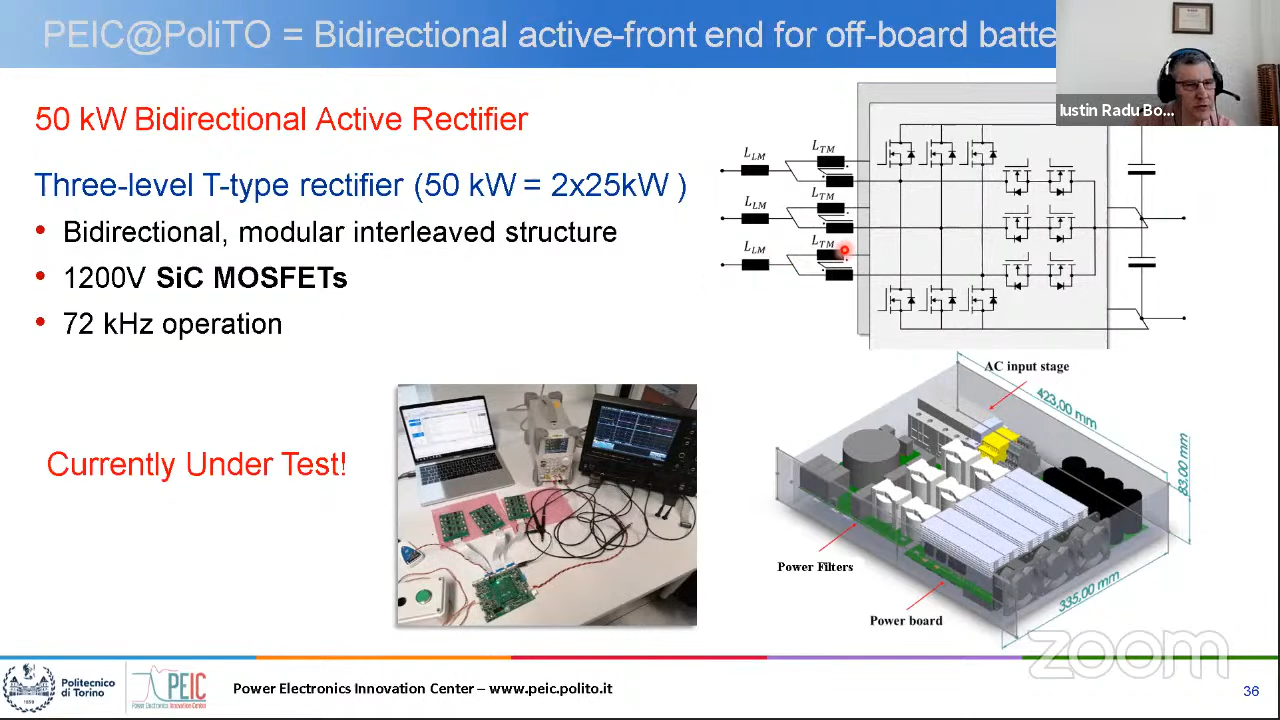 PEIC@PoliTO = Bidirectional active-front end for off-board batte
Iustin Radu Bo...
50 kW Bidirectional Active Rectifier
Three-level T-type rectifier (50 kW = 2x25kW )
• Bidirectional, modular interleaved structure
• 1200V SiC MOSFETs
• 72 kHz operation
Currently Under Test!
L_LM L_TM
L_LM L_TM
L_LM L_TM
AC input stage
423,00 mm
83,00 mm
335,00 mm
Power Filters
Power board
zoom
Politecnico
di Torino
PEIC
Power Electronics Innovation Center
Power Electronics Innovation Center – www.peic.polito.it
36